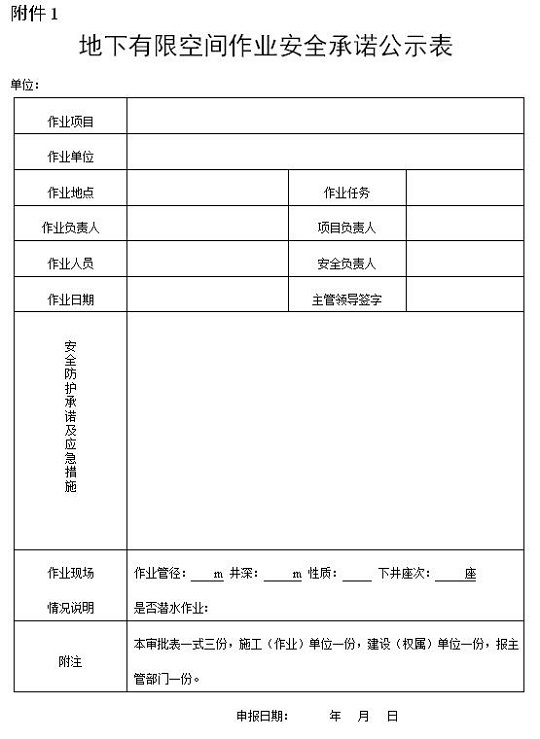 附件1
地下有限空间作业安全承诺公示表
单位：
作业项目
作业单位
作业地点 作业任务
作业负责人 项目负责人
作业人员 安全负责人
作业日期 主管领导签字
安全防护承诺及应急措施
作业现场
情况说明
作业管径：____m 井深：____m 性质：____ 下井座次：____座
是否潜水作业：
附注
本审批表一式三份，施工（作业）单位一份，建设（权属）单位一份，报主
管部门一份。
申报日期： 年 月 日